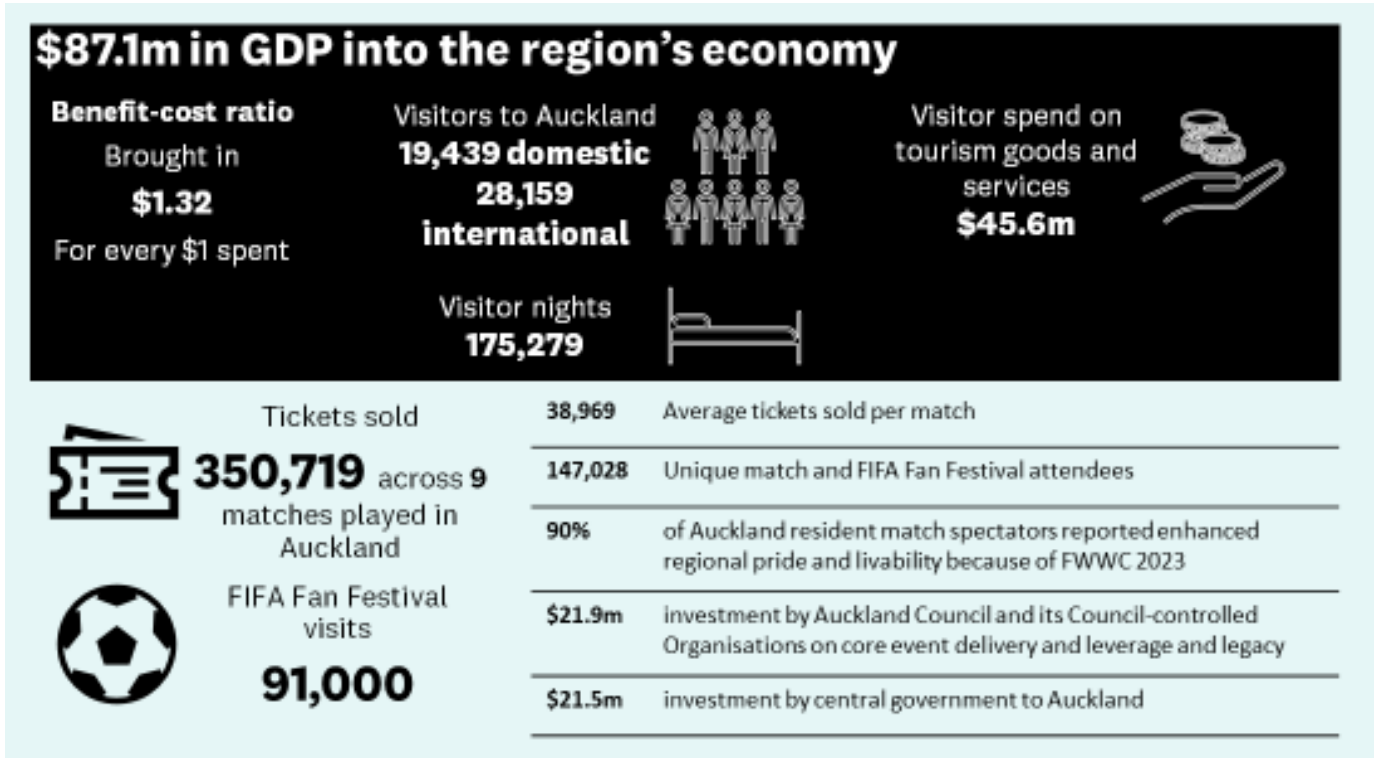 $87.1m in GDP into the region's economy
Benefit-cost ratio
Brought in
$1.32
For every $1 spent
Visitors to Auckland
19,439 domestic
28,159
international
Visitor nights
175,279
Visitor spend on
tourism goods and
services
$45.6m
Tickets sold
350,719 across 9
matches played in
Auckland
FIFA Fan Festival
visits
91,000
38,969 Average tickets sold per match
147,028 Unique match and FIFA Fan Festival attendees
90% of Auckland resident match spectators reported enhanced
regional pride and livability because of FWWC 2023
$21.9m investment by Auckland Council and its Council-controlled
Organisations on core event delivery and leverage and legacy
$21.5m investment by central government to Auckland